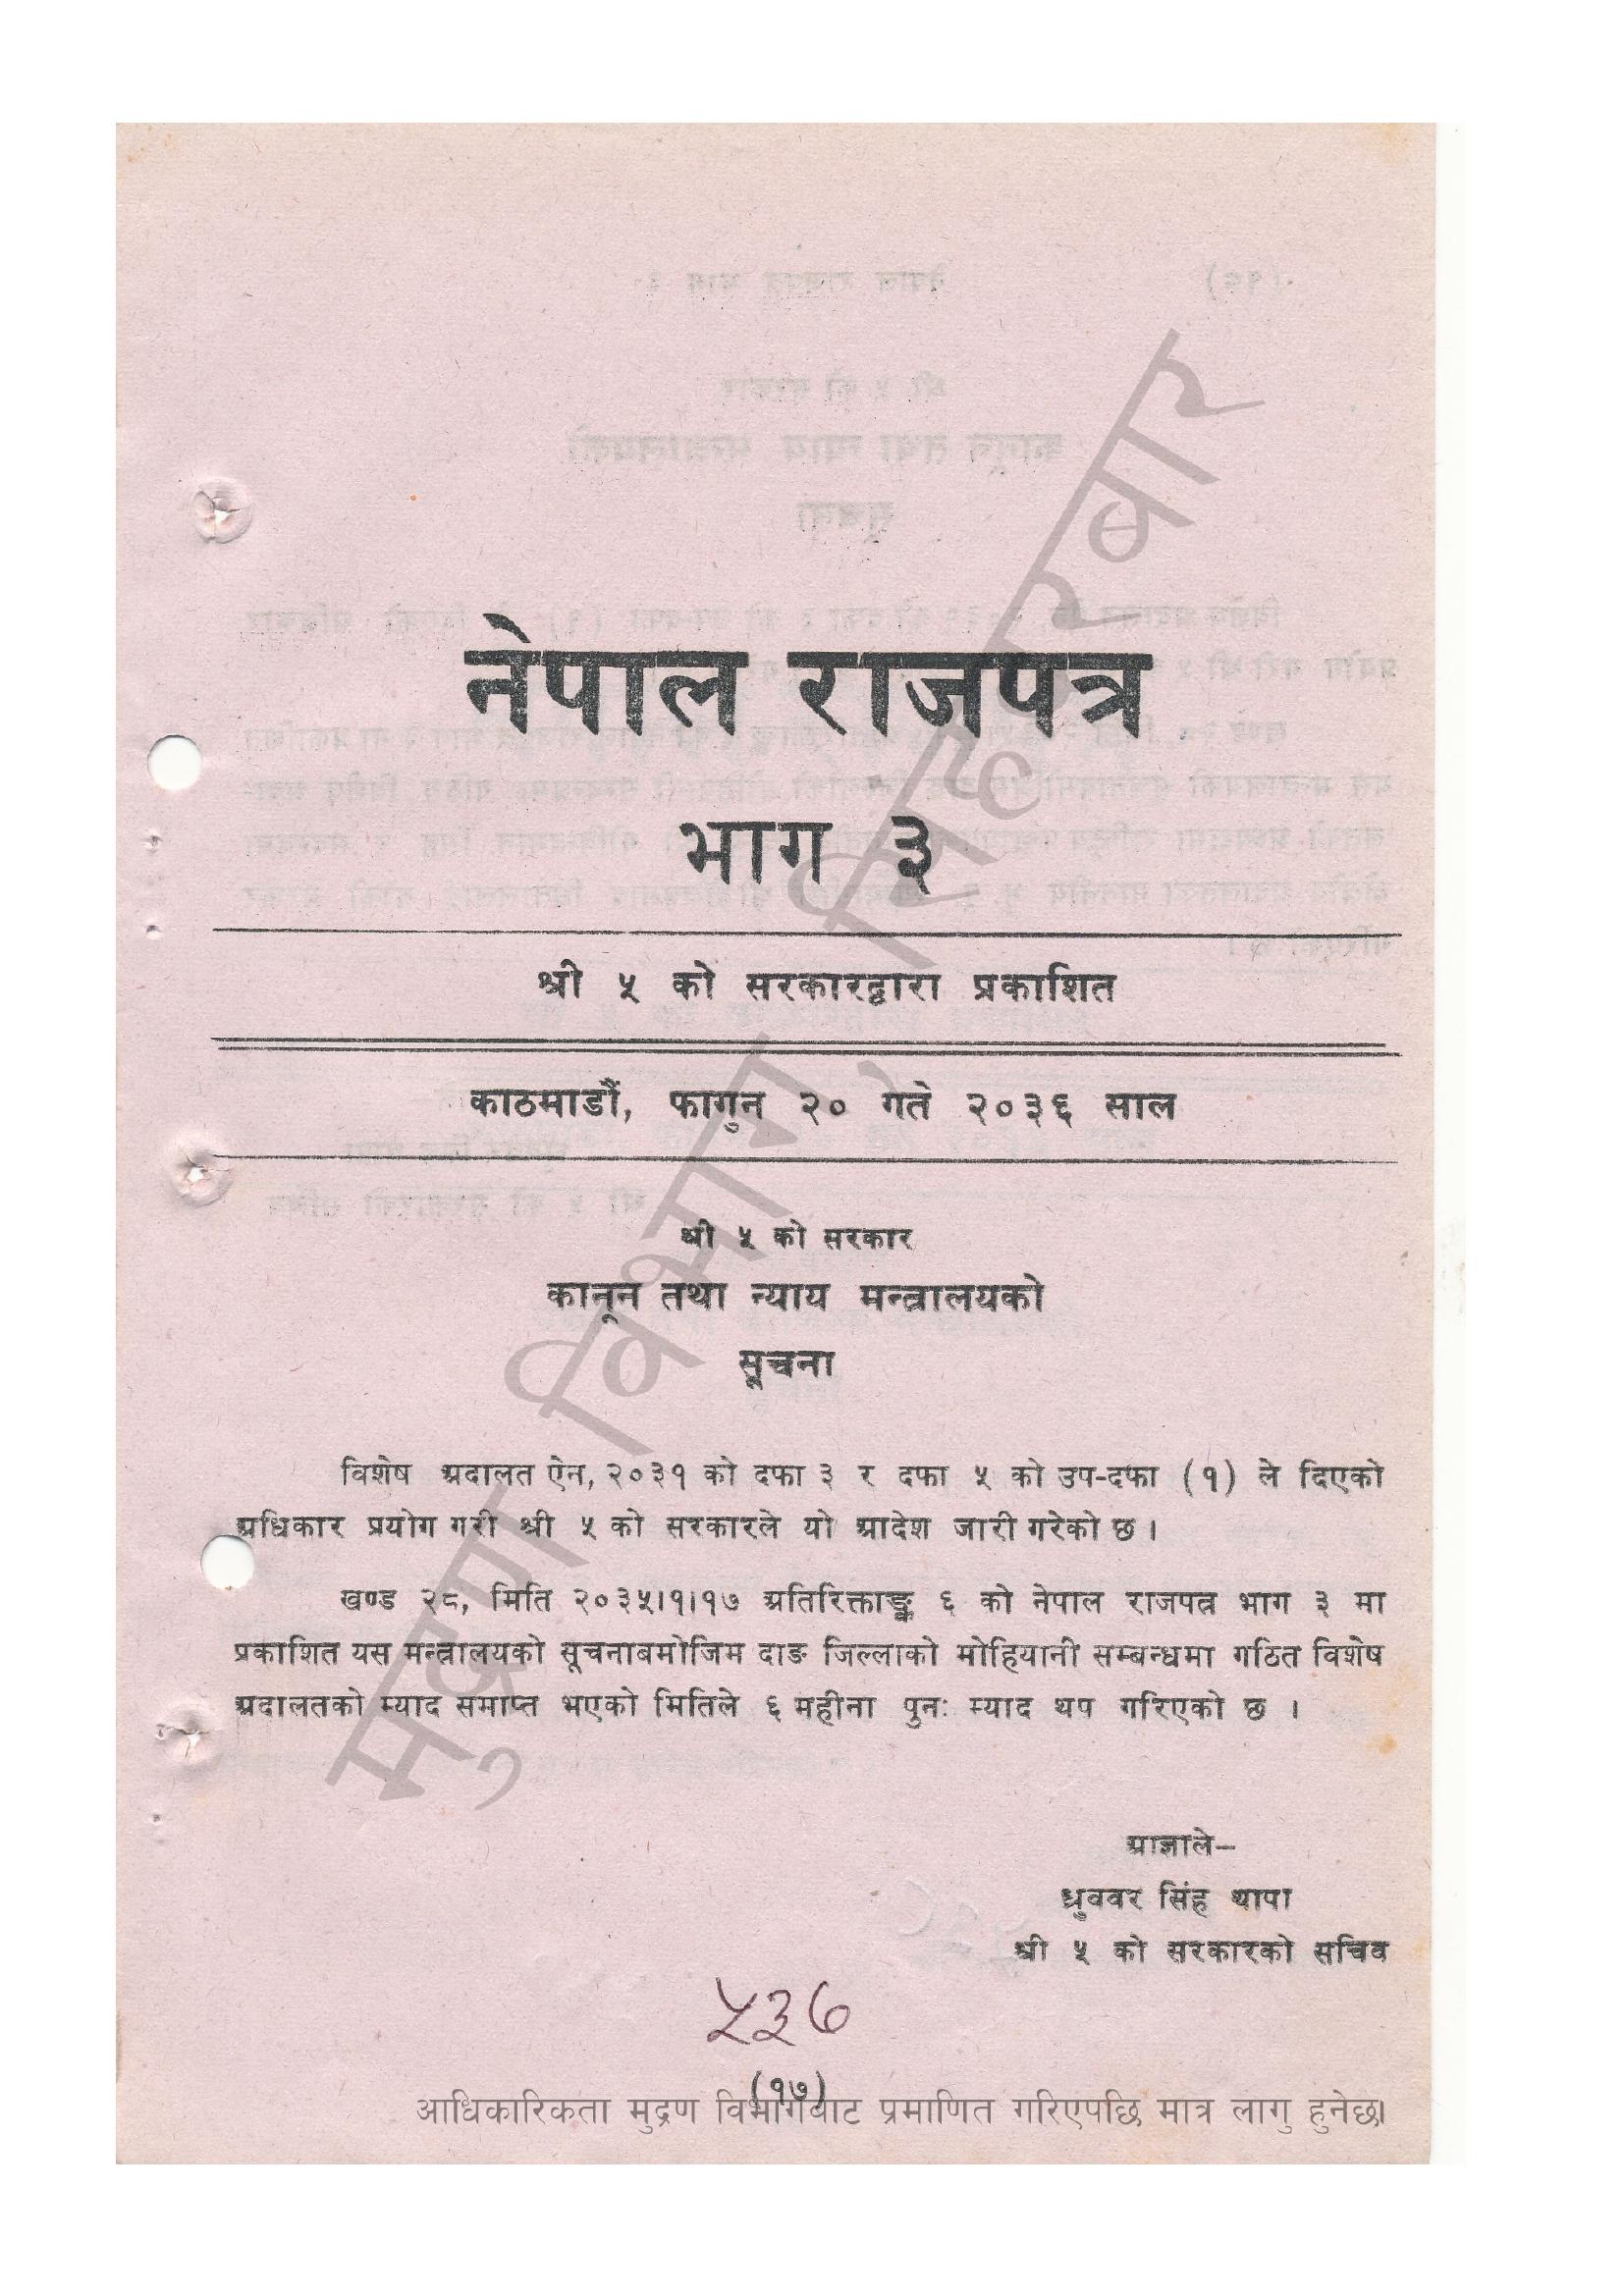 नेपाल राजपत्र
भाग ३
श्री ५ को सरकारद्वारा प्रकाशित
काठमाडौं, फागुन २० गते २०३६ साल
श्री ५ को सरकार
कानून तथा न्याय मन्त्रालयको
सूचना
विशेष अदालत ऐन, २०३१ को दफा ३ र दफा ५ को उप-दफा (१) ले दिएको
अधिकार प्रयोग गरी श्री ५ को सरकारले यो आदेश जारी गरेको छ ।
खण्ड २८, मिति २०३५।१।१७ अतिरिक्ताङ्क ६ को नेपाल राजपत्र भाग ३ मा
प्रकाशित यस मन्त्रालयको सूचनाबमोजिम दाङ जिल्लाको मोहियानी सम्बन्धमा गठित विशेष
अदालतको म्याद समाप्त भएको मितिले ६ महीना पुनः म्याद थप गरिएको छ ।
आज्ञाले–
ध्रुववर सिंह थापा
श्री ५ को सरकारको सचिव
५३७
(१७)
आधिकारिकता मुद्रण विभागबाट प्रमाणित गरिएपछि मात्र लागु हुनेछ।
मुद्रण विभाग, सिंहदरवार